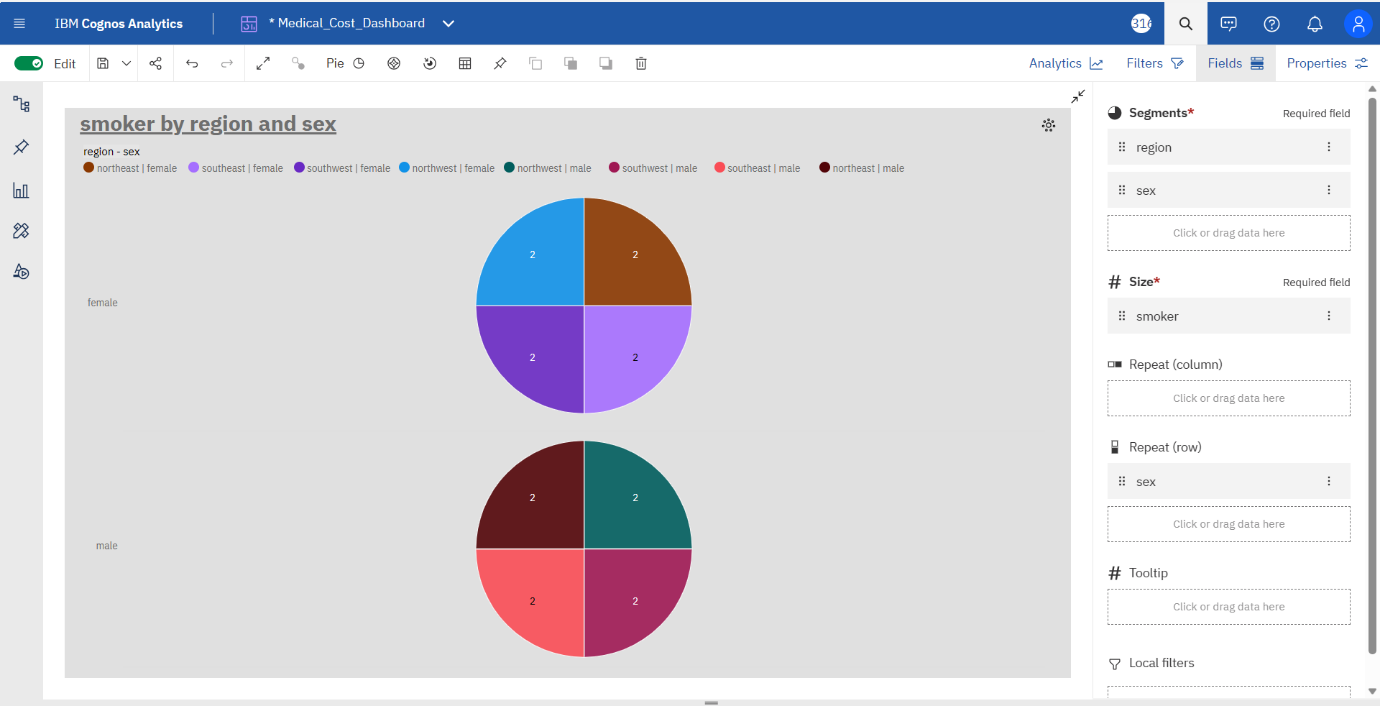 IBM Cognos Analytics
* Medical_Cost_Dashboard
316
Edit
Pie
Analytics
Filters
Fields
Properties
smoker by region and sex
region - sex
northeast | female
southeast | female
southwest | female
northwest | female
northwest | male
southwest | male
southeast | male
northeast | male
female
2
2
2
2
male
2
2
2
2
Segments*
Required field
region
sex
Click or drag data here
# Size*
Required field
smoker
Repeat (column)
Click or drag data here
Repeat (row)
sex
Click or drag data here
# Tooltip
Click or drag data here
Local filters